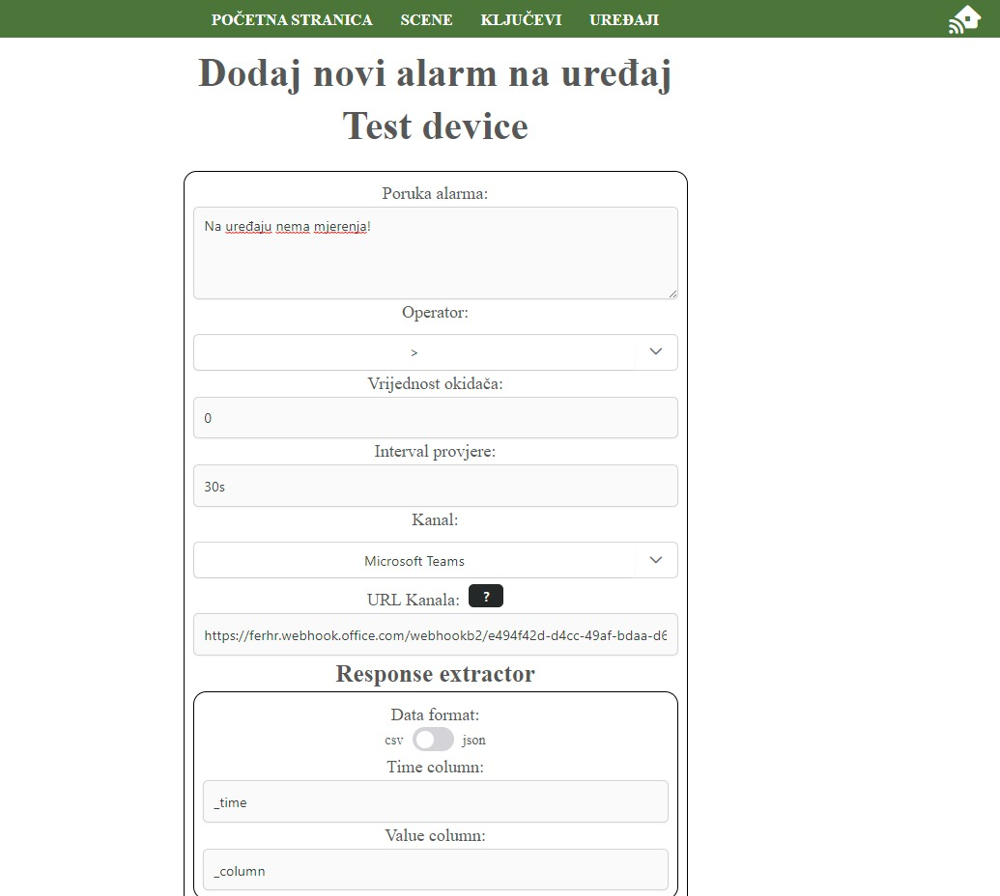 POČETNA STRANICA SCENE KLJUČEVI UREĐAJI
Dodaj novi alarm na uređaj
Test device
Poruka alarma:
Na uređaju nema mjerenja!
Operator:
>
Vrijednost okidača:
0
Interval provjere:
30s
Kanal:
Microsoft Teams
URL Kanala: ?
https://ferhr.webhook.office.com/webhookb2/e494f42d-d4cc-49af-bdaa-d6
Response extractor
Data format:
csv json
Time column:
_time
Value column:
_column